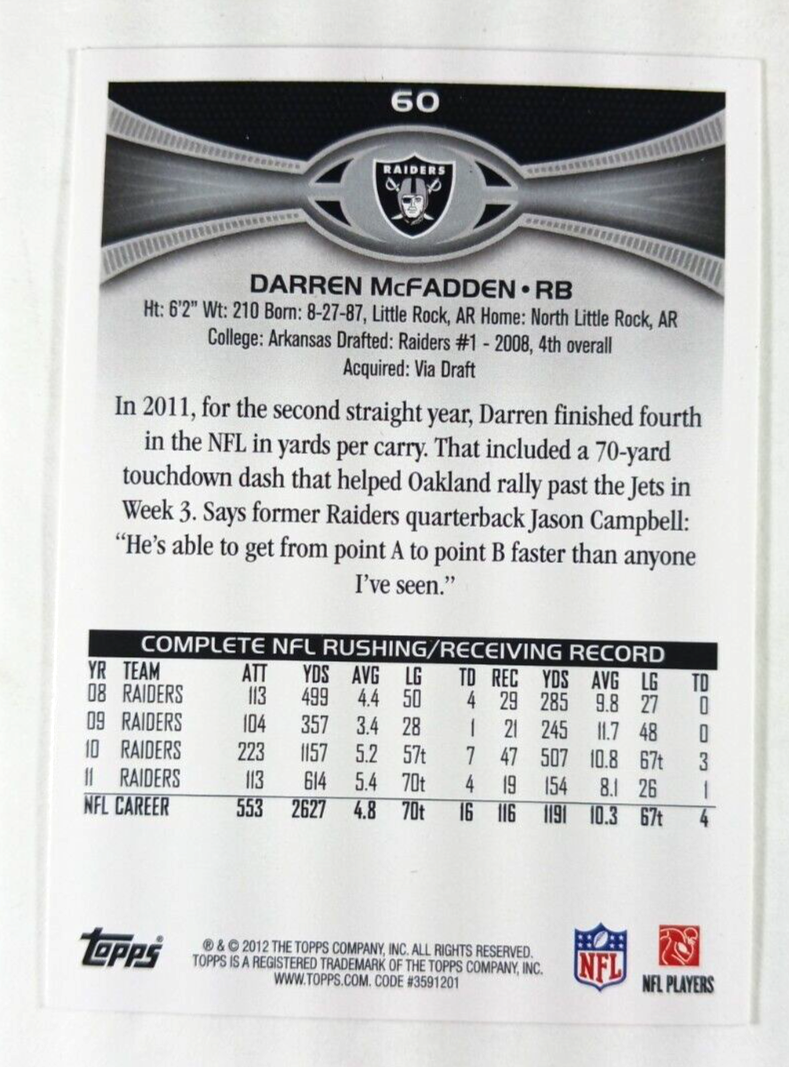 60
RAIDERS
DARREN McFADDEN • RB
Ht: 6'2" Wt: 210 Born: 8-27-87, Little Rock, AR Home: North Little Rock, AR
College: Arkansas Drafted: Raiders #1 - 2008, 4th overall
Acquired: Via Draft
In 2011, for the second straight year, Darren finished fourth
in the NFL in yards per carry. That included a 70-yard
touchdown dash that helped Oakland rally past the Jets in
Week 3. Says former Raiders quarterback Jason Campbell:
“He’s able to get from point A to point B faster than anyone
I’ve seen.”
COMPLETE NFL RUSHING/RECEIVING RECORD
YR TEAM ATT YDS AVG LG TD REC YDS AVG LG TD
08 RAIDERS 113 499 4.4 50 4 29 285 9.8 27 0
09 RAIDERS 104 357 3.4 28 1 21 245 11.7 48 0
10 RAIDERS 223 1157 5.2 57t 7 47 507 10.8 67t 3
11 RAIDERS 113 614 5.4 70t 4 19 154 8.1 26 1
NFL CAREER 553 2627 4.8 70t 16 116 1191 10.3 67t 4
Topps®
® & © 2012 THE TOPPS COMPANY, INC. ALL RIGHTS RESERVED.
TOPPS IS A REGISTERED TRADEMARK OF THE TOPPS COMPANY, INC.
WWW.TOPPS.COM. CODE #3591201
NFL
NFL PLAYERS